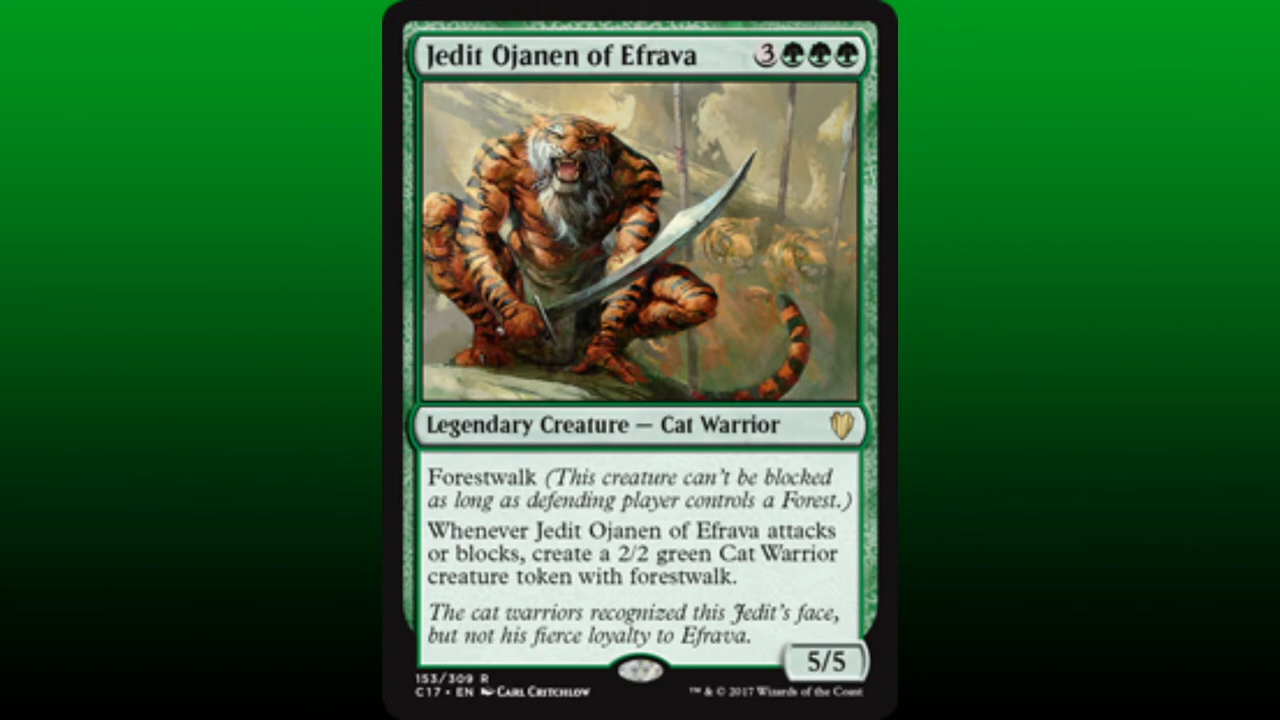 Jedit Ojanen of Efrava 3
Legendary Creature — Cat Warrior
Forestwalk (This creature can't be blocked
as long as defending player controls a Forest.)
Whenever Jedit Ojanen of Efrava attacks
or blocks, create a 2/2 green Cat Warrior
creature token with forestwalk.
The cat warriors recognized this Jedit's face,
but not his fierce loyalty to Efrava.
5/5
153/309 R
C17 • EN Carl Critchlow
™ & © 2017 Wizards of the Coast